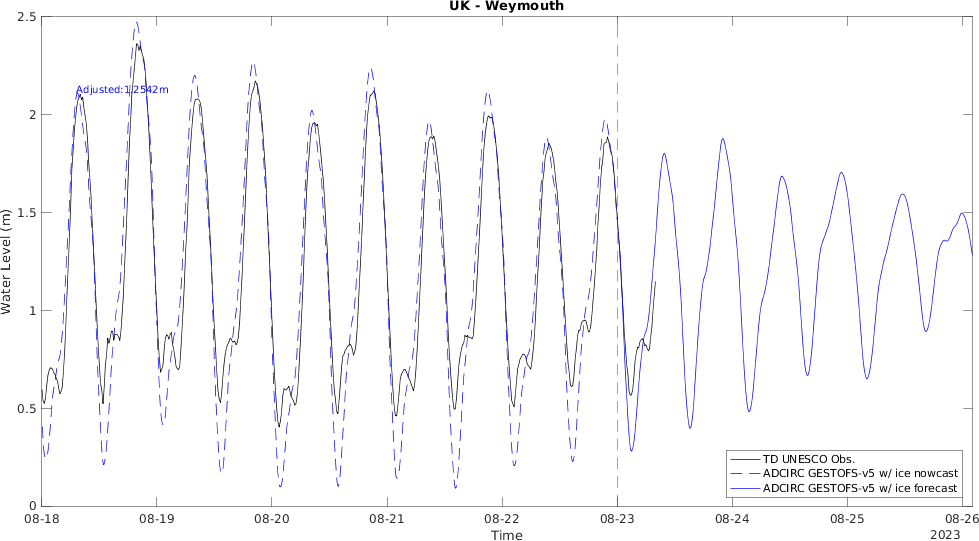 UK - Weymouth
2.5
2
1.5
1
0.5
0
Water Level (m)
Adjusted:1.2542m
TD UNESCO Obs.
ADCIRC GESTOFS-v5 w/ ice nowcast
ADCIRC GESTOFS-v5 w/ ice forecast
08-18 08-19 08-20 08-21 08-22 08-23 08-24 08-25 08-26
Time
2023